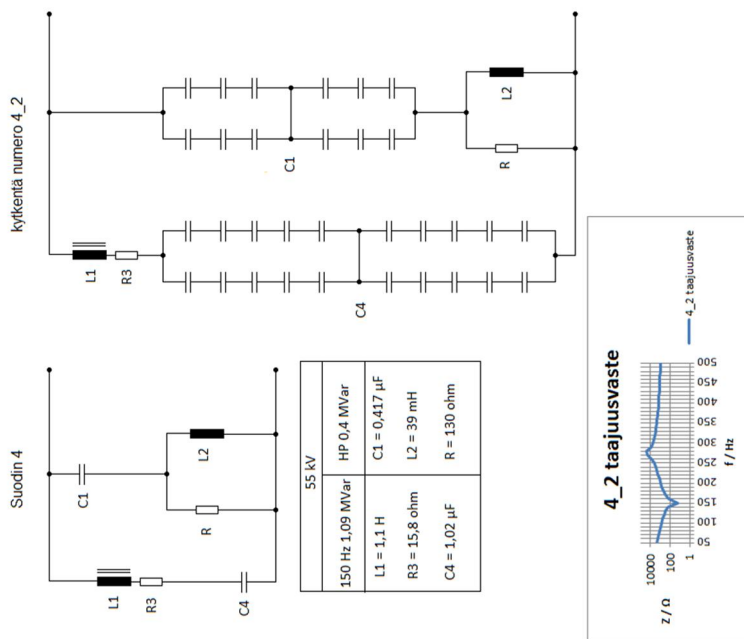 kytkentä numero 4_2
L2
R
C1
L1
R3
C4
Suodin 4
C1
L2
R
L1
R3
C4
55 kV
150 Hz 1,09 MVar HP 0,4 MVar
L1 = 1,1 H C1 = 0,417 µF
R3 = 15,8 ohm L2 = 39 mH
C4 = 1,02 µF R = 130 ohm
4_2 taajuusvaste
z / Ω
10000
100
1
50 100 150 200 250 300 350 400 450 500
f / Hz
4_2 taajuusvaste